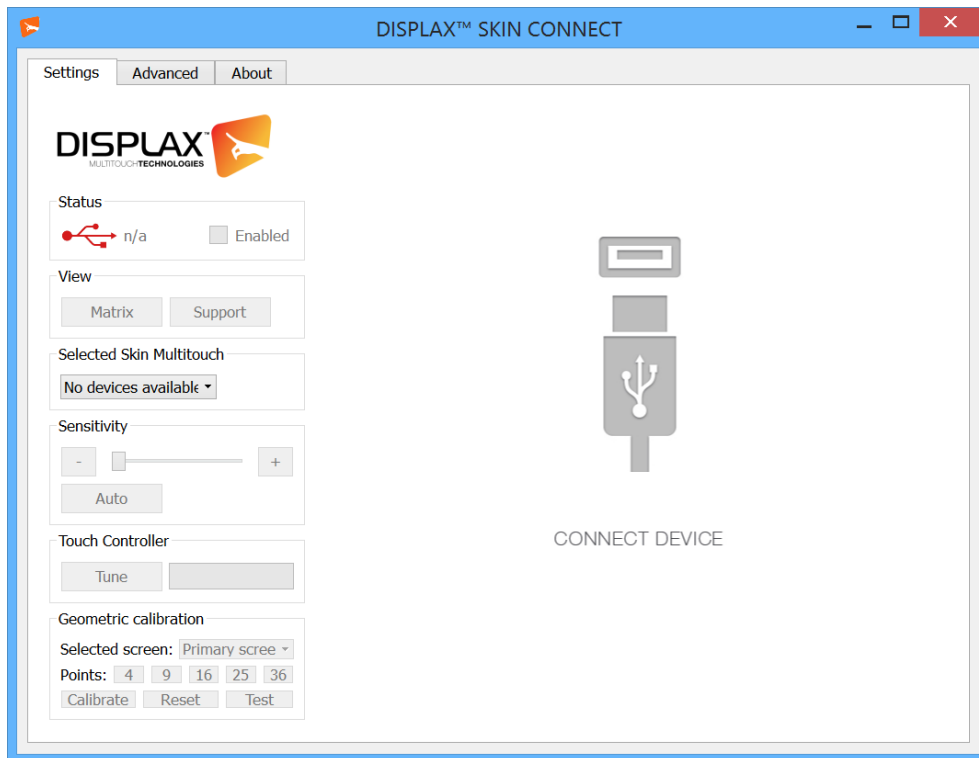 DISPLAX™ SKIN CONNECT
Settings Advanced About
DISPLAX™
MULTITOUCHTECHNOLOGIES
Status
n/a Enabled
View
Matrix Support
Selected Skin Multitouch
No devices available
Sensitivity
- +
Auto
Touch Controller
Tune
CONNECT DEVICE
Geometric calibration
Selected screen: Primary scree
Points: 4 9 16 25 36
Calibrate Reset Test